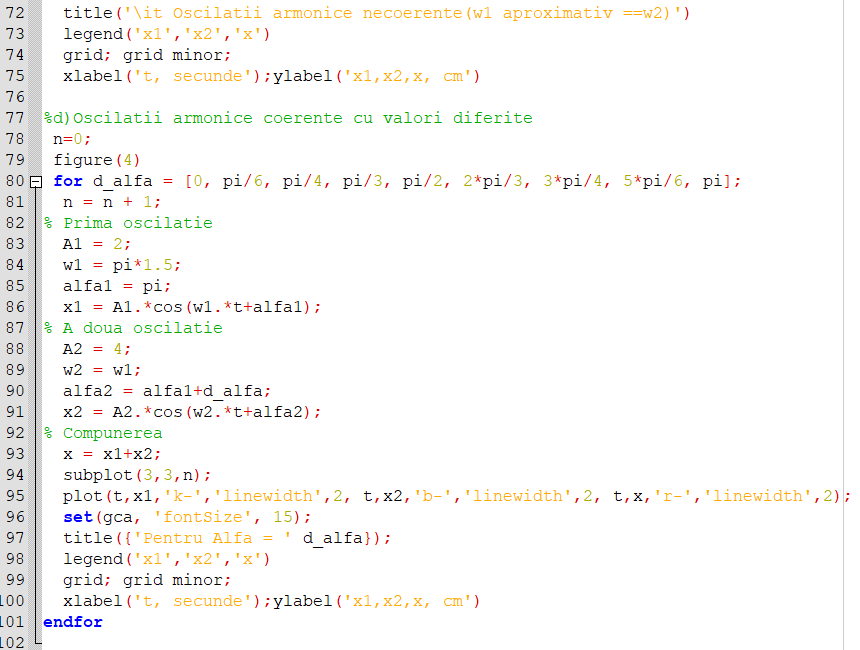 72 title('\it Oscilatii armonice necoerente(w1 aproximativ ==w2)')
73 legend('x1','x2','x')
74 grid; grid minor;
75 xlabel('t, secunde');ylabel('x1,x2,x, cm')
76
77 %d)Oscilatii armonice coerente cu valori diferite
78 n=0;
79 figure(4)
80 for d_alfa = [0, pi/6, pi/4, pi/3, pi/2, 2*pi/3, 3*pi/4, 5*pi/6, pi];
81 n = n + 1;
82 % Prima oscilatie
83 A1 = 2;
84 w1 = pi*1.5;
85 alfa1 = pi;
86 x1 = A1.*cos(w1.*t+alfa1);
87 % A doua oscilatie
88 A2 = 4;
89 w2 = w1;
90 alfa2 = alfa1+d_alfa;
91 x2 = A2.*cos(w2.*t+alfa2);
92 % Compunerea
93 x = x1+x2;
94 subplot(3,3,n);
95 plot(t,x1,'k-','linewidth',2, t,x2,'b-','linewidth',2, t,x,'r-','linewidth',2);
96 set(gca, 'fontSize', 15);
97 title({'Pentru Alfa = ' d_alfa});
98 legend('x1','x2','x')
99 grid; grid minor;
100 xlabel('t, secunde');ylabel('x1,x2,x, cm')
101 endfor
102